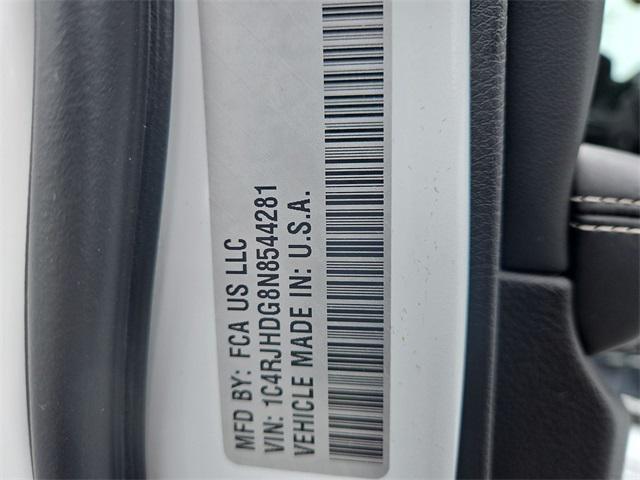 MFD BY: FCA US LLC
VIN: 1C4RJHDG8N8544281
VEHICLE MADE IN: U.S.A.